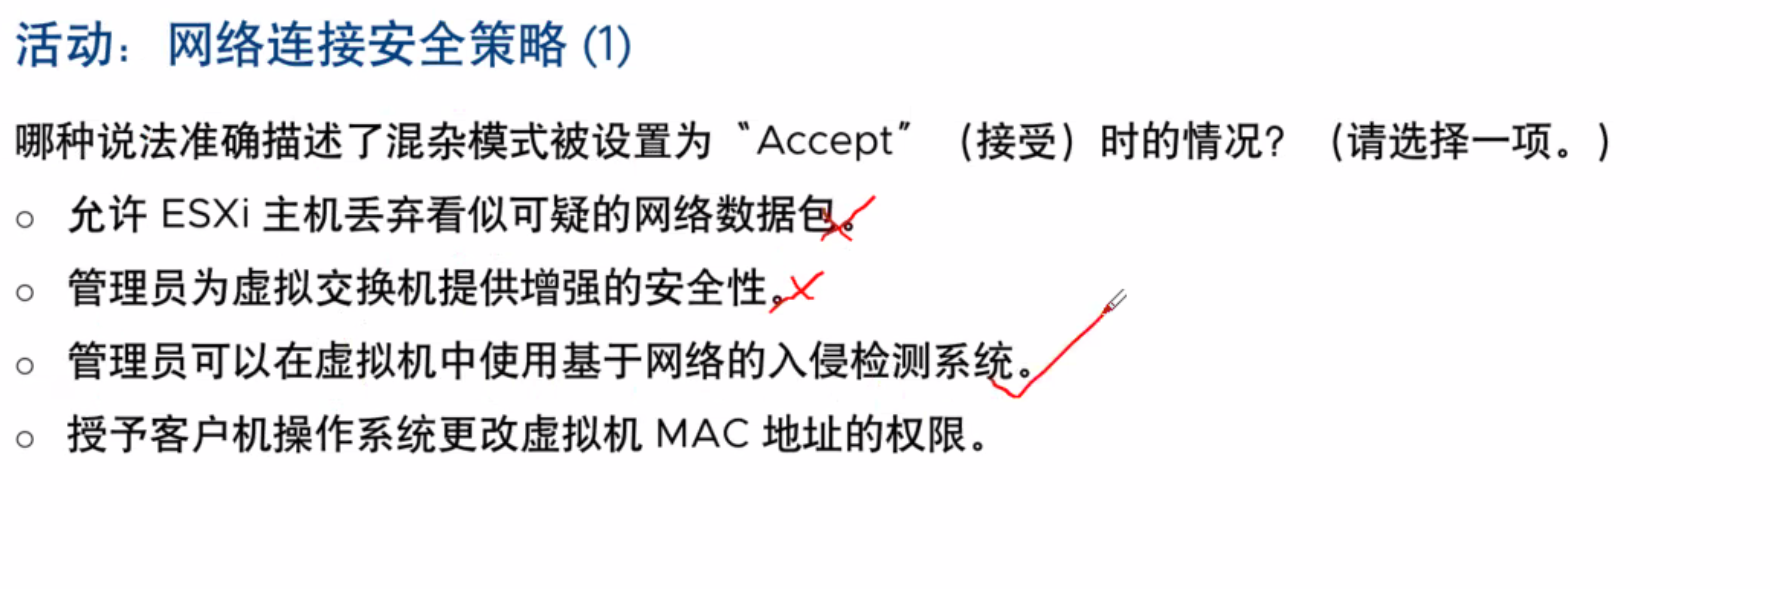 活动：网络连接安全策略 (1)
哪种说法准确描述了混杂模式被设置为“Accept”（接受）时的情况？（请选择一项。）
○ 允许 ESXi 主机丢弃看似可疑的网络数据包。
○ 管理员为虚拟交换机提供增强的安全性。
○ 管理员可以在虚拟机中使用基于网络的入侵检测系统。
○ 授予客户机操作系统更改虚拟机 MAC 地址的权限。